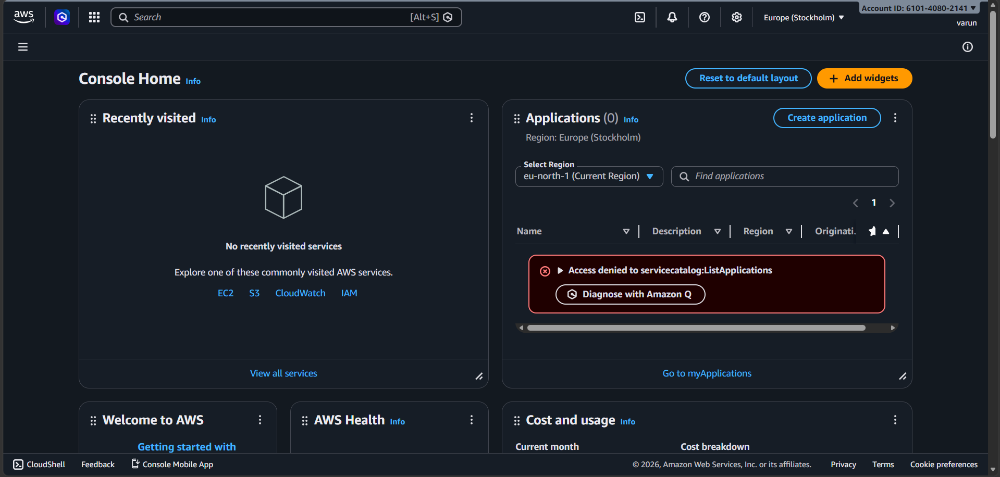 aws
Search
[Alt+S]
Europe (Stockholm)
Account ID: 6101-4080-2141
varun
Console Home Info
Reset to default layout
+ Add widgets
Recently visited Info
No recently visited services
Explore one of these commonly visited AWS services.
EC2 S3 CloudWatch IAM
View all services
Applications (0) Info
Create application
Region: Europe (Stockholm)
Select Region
eu-north-1 (Current Region)
Find applications
1
Name Description Region Originati.
Access denied to servicecatalog:ListApplications
Diagnose with Amazon Q
Go to myApplications
Welcome to AWS
Getting started with
AWS Health Info
Cost and usage Info
Current month Cost breakdown
CloudShell Feedback Console Mobile App © 2026, Amazon Web Services, Inc. or its affiliates. Privacy Terms Cookie preferences